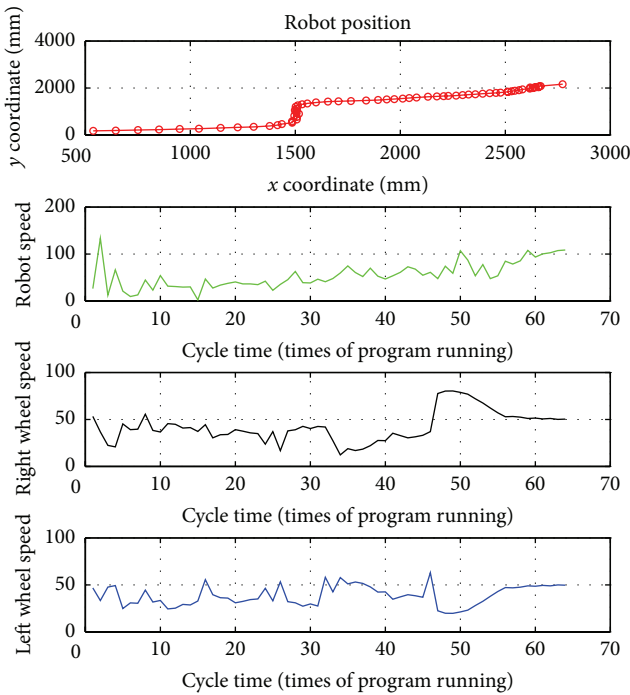 Robot position
y coordinate (mm)
4000
2000
0
500 1000 1500 2000 2500 3000
x coordinate (mm)
Robot speed
200
100
0
0 10 20 30 40 50 60 70
Cycle time (times of program running)
Right wheel speed
100
50
0
0 10 20 30 40 50 60 70
Cycle time (times of program running)
Left wheel speed
100
50
0
0 10 20 30 40 50 60 70
Cycle time (times of program running)